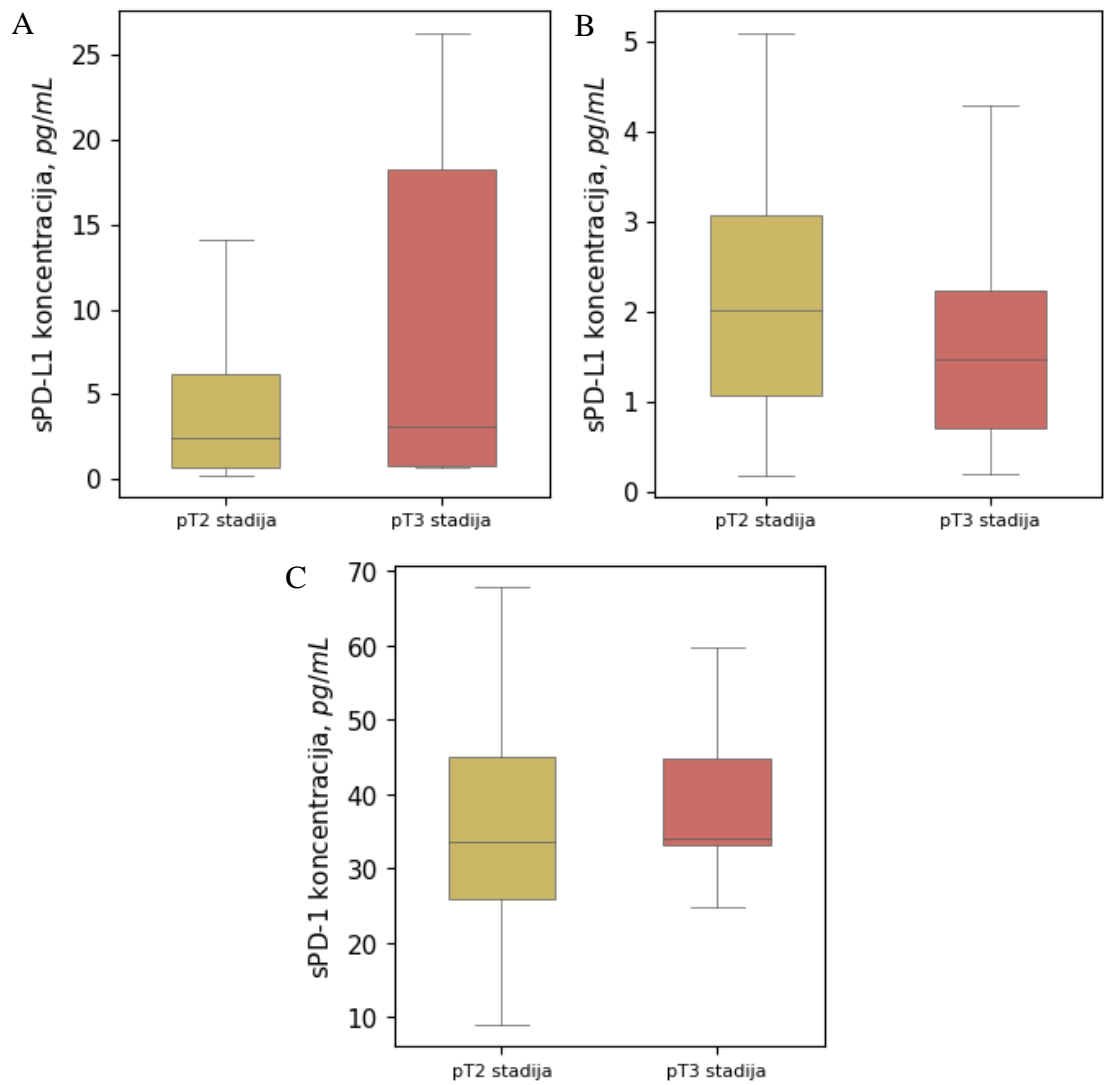 A
sPD-L1 koncentracija, pg/mL
25
20
15
10
5
0
pT2 stadija
pT3 stadija
B
sPD-L1 koncentracija, pg/mL
5
4
3
2
1
0
pT2 stadija
pT3 stadija
C
sPD-1 koncentracija, pg/mL
70
60
50
40
30
20
10
pT2 stadija
pT3 stadija